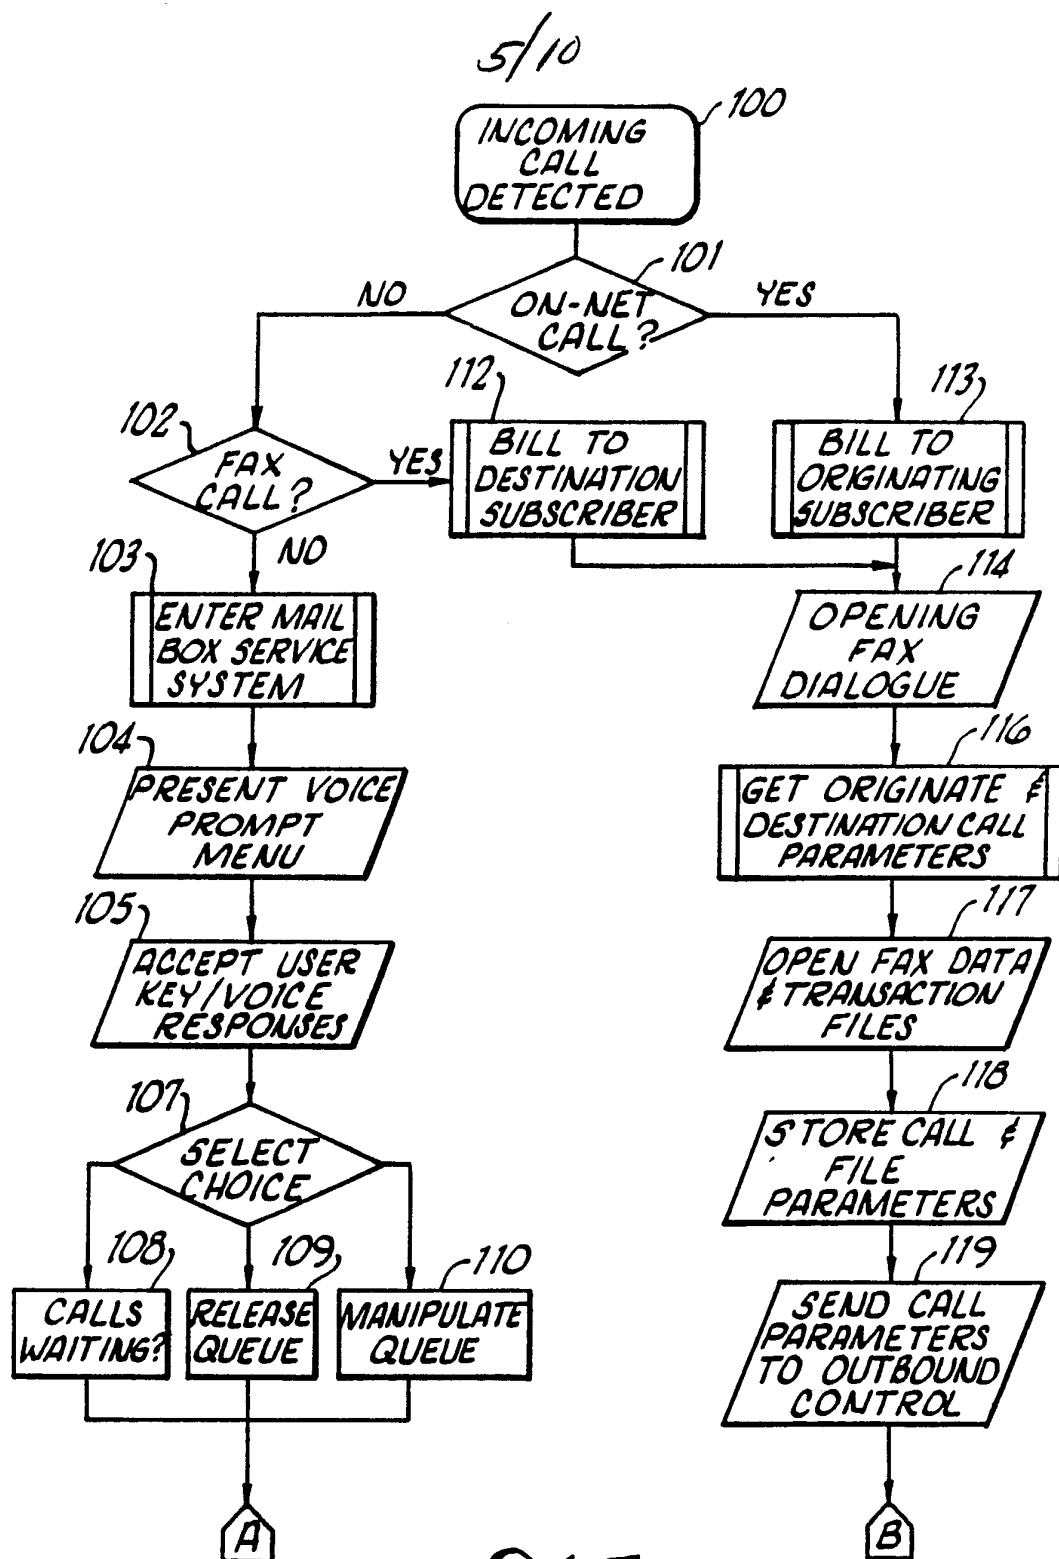 5/10
100
INCOMING
CALL
DETECTED
101
NO
ON-NET
CALL?
YES
112
113
102
FAX
CALL?
YES
BILL TO
DESTINATION
SUBSCRIBER
BILL TO
ORIGINATING
SUBSCRIBER
NO
103
ENTER MAIL
BOX SERVICE
SYSTEM
114
OPENING
FAX
DIALOGUE
104
PRESENT VOICE
PROMPT
MENU
116
GET ORIGINATE &
DESTINATION CALL
PARAMETERS
105
ACCEPT USER
KEY/VOICE
RESPONSES
117
OPEN FAX DATA
& TRANSACTION
FILES
107
SELECT
CHOICE
118
STORE CALL &
FILE
PARAMETERS
108
CALLS
WAITING?
109
RELEASE
QUEUE
110
MANIPULATE
QUEUE
119
SEND CALL
PARAMETERS
TO OUTBOUND
CONTROL
A
B